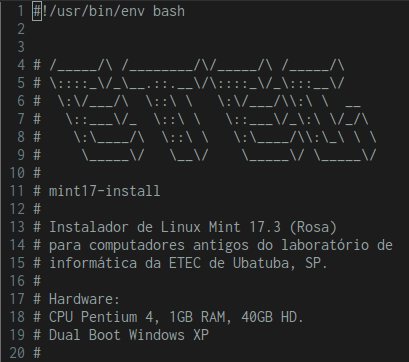 1 #!/usr/bin/env bash
2
3
4 # /_____/\ /________/\/_____/\ /_____/\
5 # \::::_\/_\__.::.__\/\::::_\/_\:::__\/
6 #  \:\/___/\  \::\ \   \:\/___/\\:\ \  __
7 #   \::___\/_  \::\ \   \::___\/_\:\ \/_/\
8 #    \:\____/\  \::\ \   \:\____/\\:\_\ \ \
9 #     \_____\/   \__\/    \_____\/ \_____\/
10 #
11 # mint17-install
12 #
13 # Instalador de Linux Mint 17.3 (Rosa)
14 # para computadores antigos do laboratório de
15 # informática da ETEC de Ubatuba, SP.
16 #
17 # Hardware:
18 # CPU Pentium 4, 1GB RAM, 40GB HD.
19 # Dual Boot Windows XP
20 #